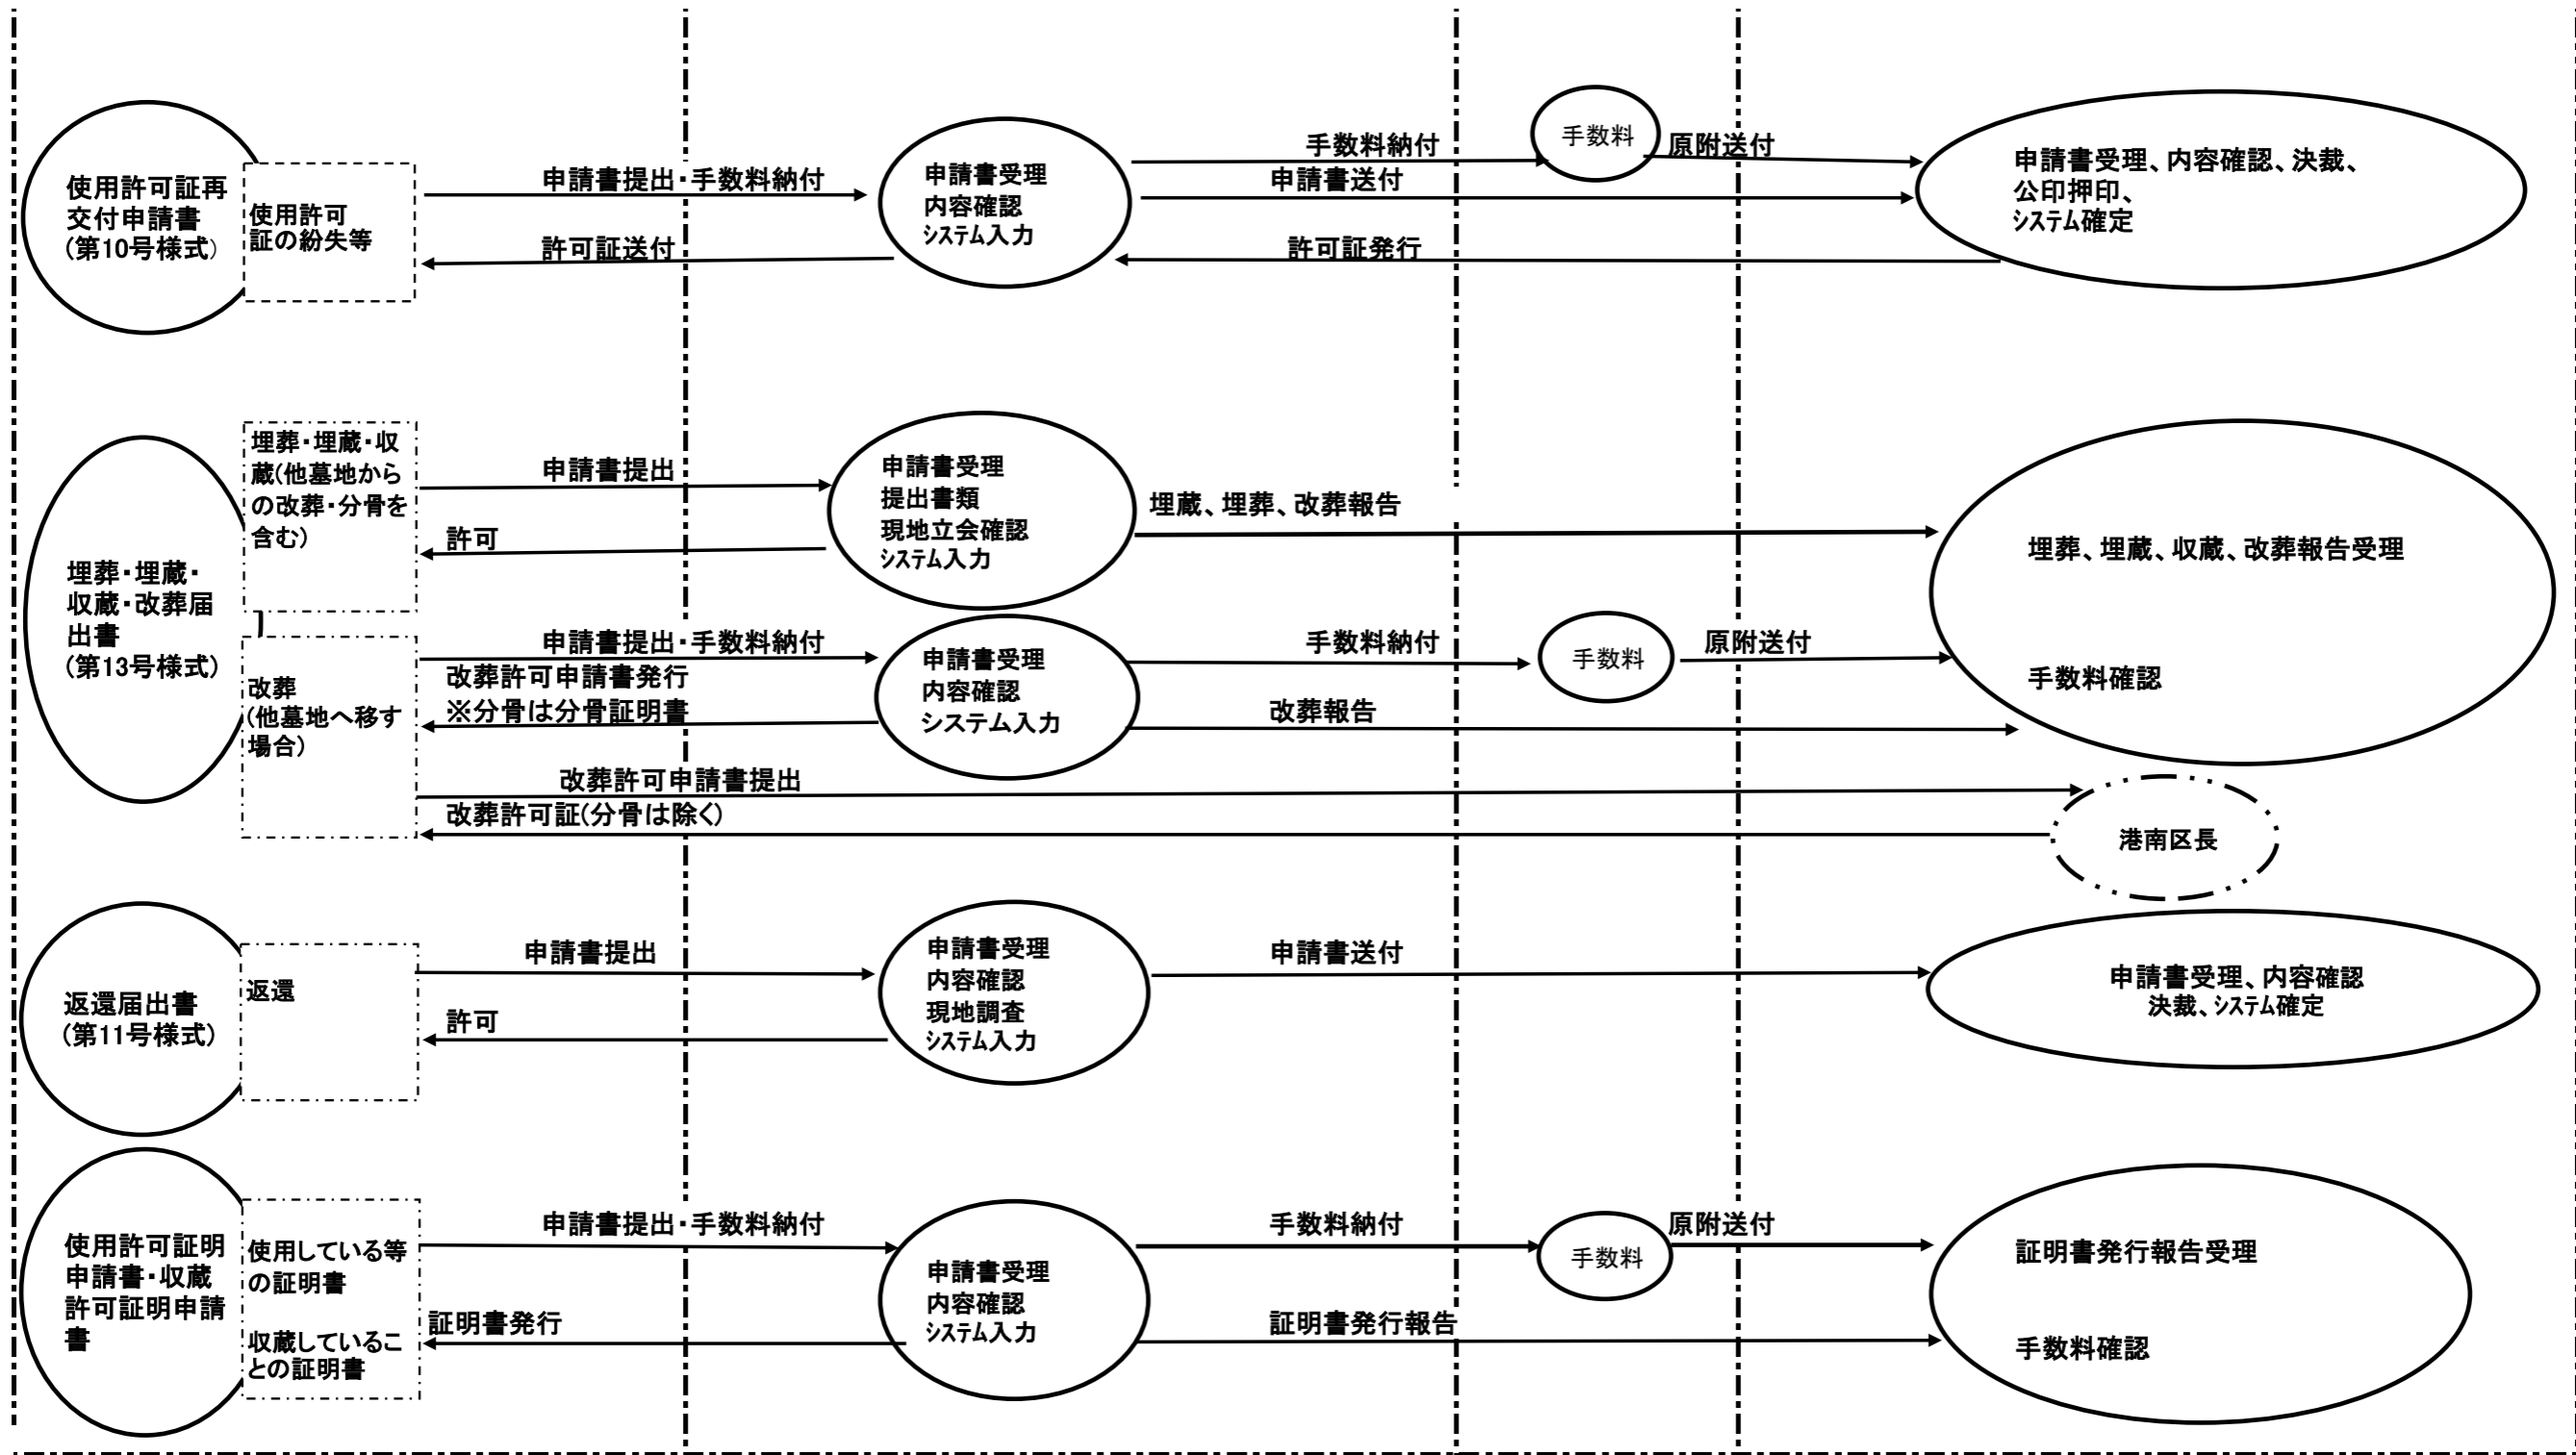 使用許可証再
交付申請書
(第10号様式)
使用許可
証の紛失等
申請書提出・手数料納付
許可証送付
申請書受理
内容確認
システム入力
手数料納付
申請書送付
許可証発行
手数料
原附送付
申請書受理、内容確認、決裁、
公印押印、
システム確定
埋葬・埋蔵・
収蔵・改葬届
出書
(第13号様式)
埋葬・埋蔵・収
蔵(他墓地から
の改葬・分骨を
含む)
申請書提出
許可
申請書受理
提出書類
現地立会確認
システム入力
埋蔵、埋葬、改葬報告
埋葬、埋蔵、収蔵、改葬報告受理
手数料確認
改葬
(他墓地へ移す
場合)
申請書提出・手数料納付
改葬許可申請書発行
※分骨は分骨証明書
申請書受理
内容確認
システム入力
手数料納付
改葬報告
手数料
原附送付
改葬許可申請書提出
改葬許可証(分骨は除く)
港南区長
返還届出書
(第11号様式)
返還
申請書提出
許可
申請書受理
内容確認
現地調査
システム入力
申請書送付
申請書受理、内容確認
決裁、システム確定
使用許可証明
申請書・収蔵
許可証明申請
書
使用している等
の証明書
収蔵しているこ
との証明書
申請書提出・手数料納付
証明書発行
申請書受理
内容確認
システム入力
手数料納付
証明書発行報告
手数料
原附送付
証明書発行報告受理
手数料確認